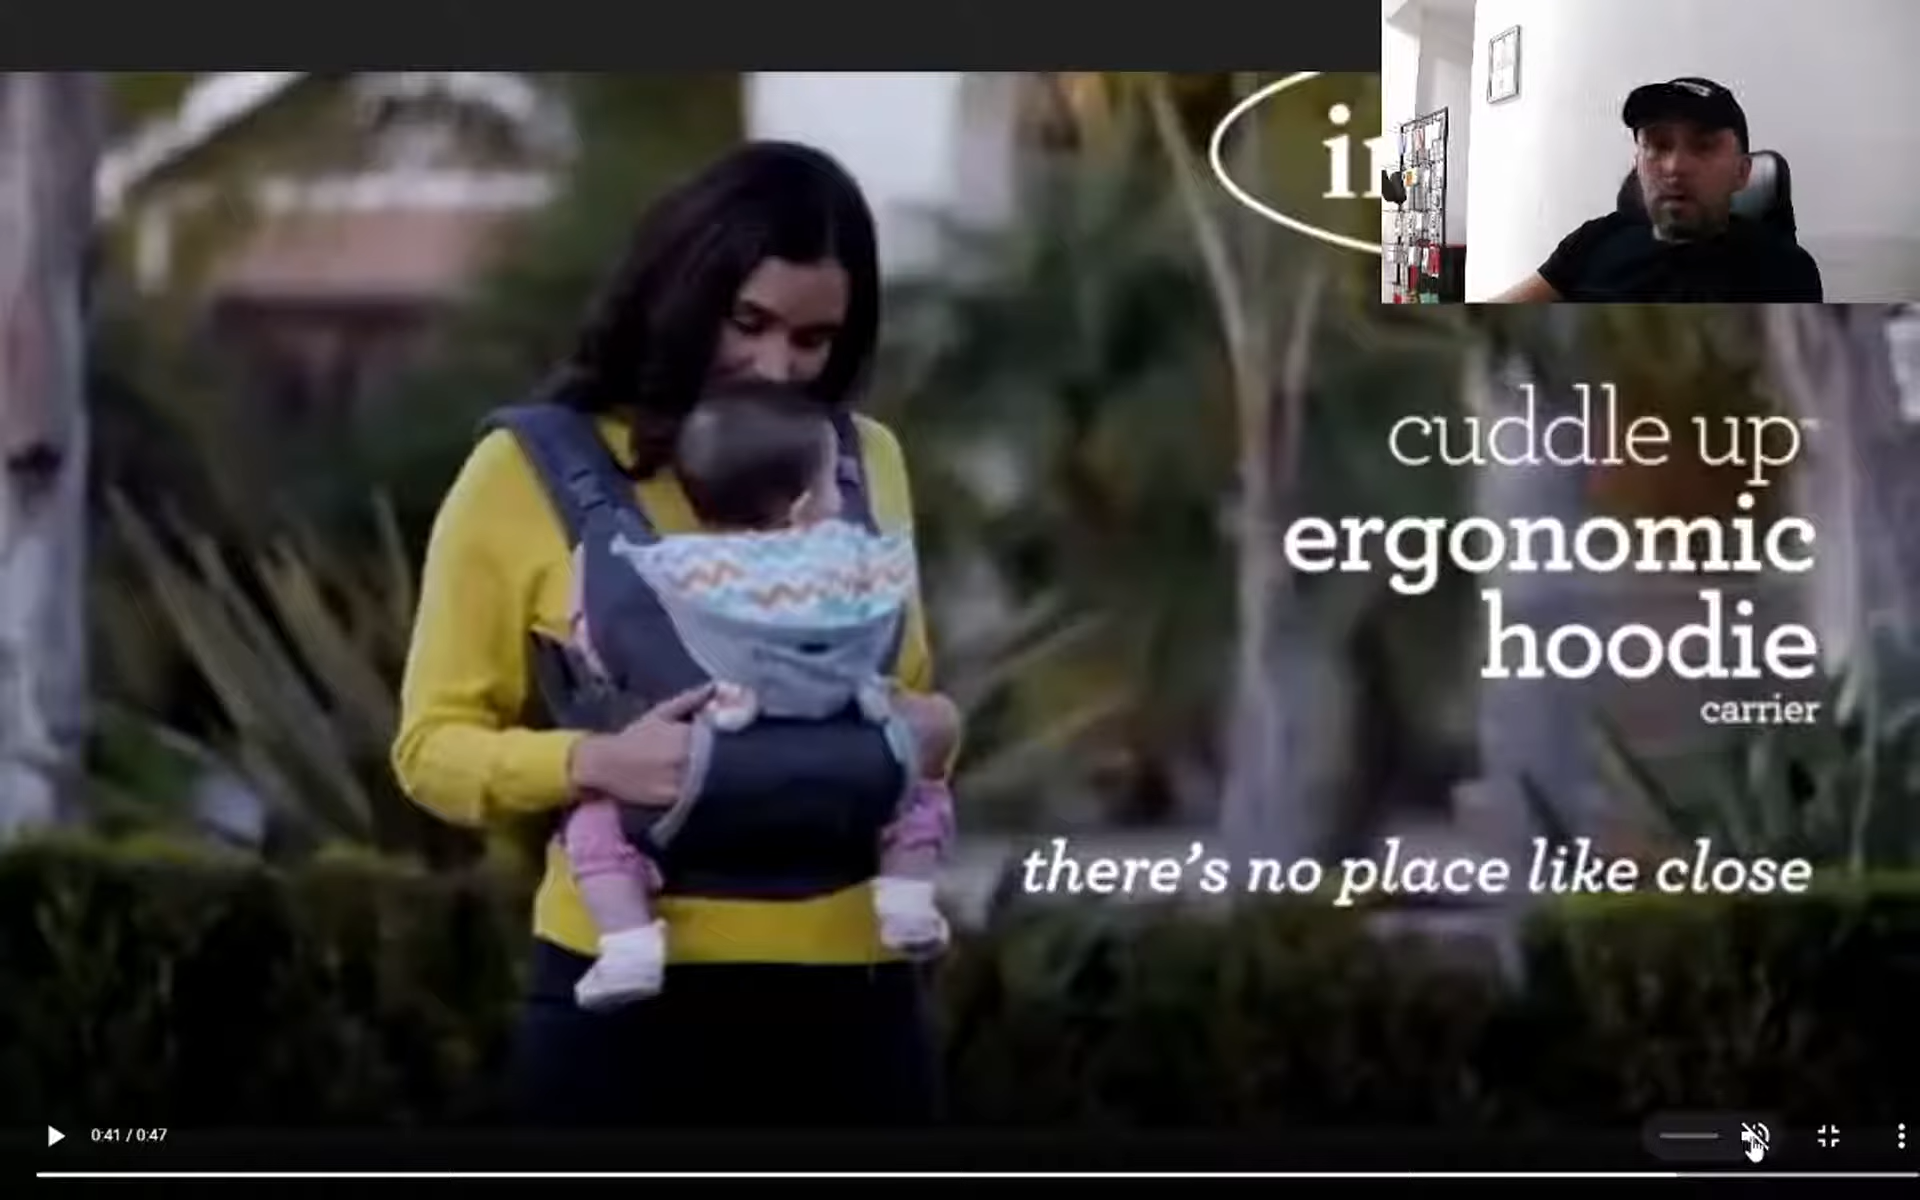 cuddle up
ergonomic
hoodie
carrier
there's no place like close
0:41 / 0:47